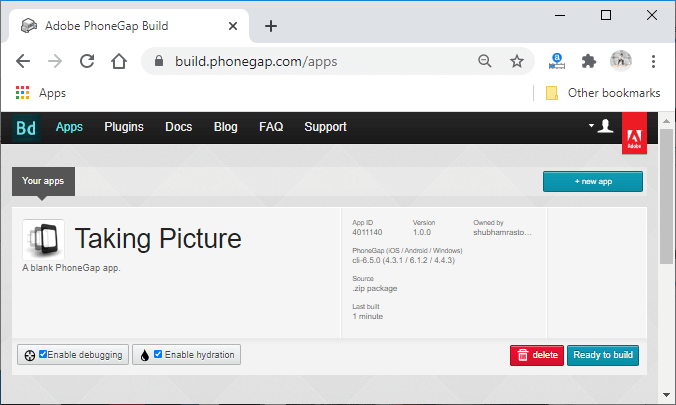 Adobe PhoneGap Build
build.phonegap.com/apps
a
Apps
Other bookmarks
Bd Apps Plugins Docs Blog FAQ Support
Adobe
Your apps
+ new app
Taking Picture
A blank PhoneGap app.
App ID Version Owned by
4011140 1.0.0 shubhamrasto...
PhoneGap (iOS / Android / Windows)
cli-6.5.0 (4.3.1 / 6.1.2 / 4.4.3)
Source
.zip package
Last built
1 minute
Enable debugging Enable hydration delete Ready to build